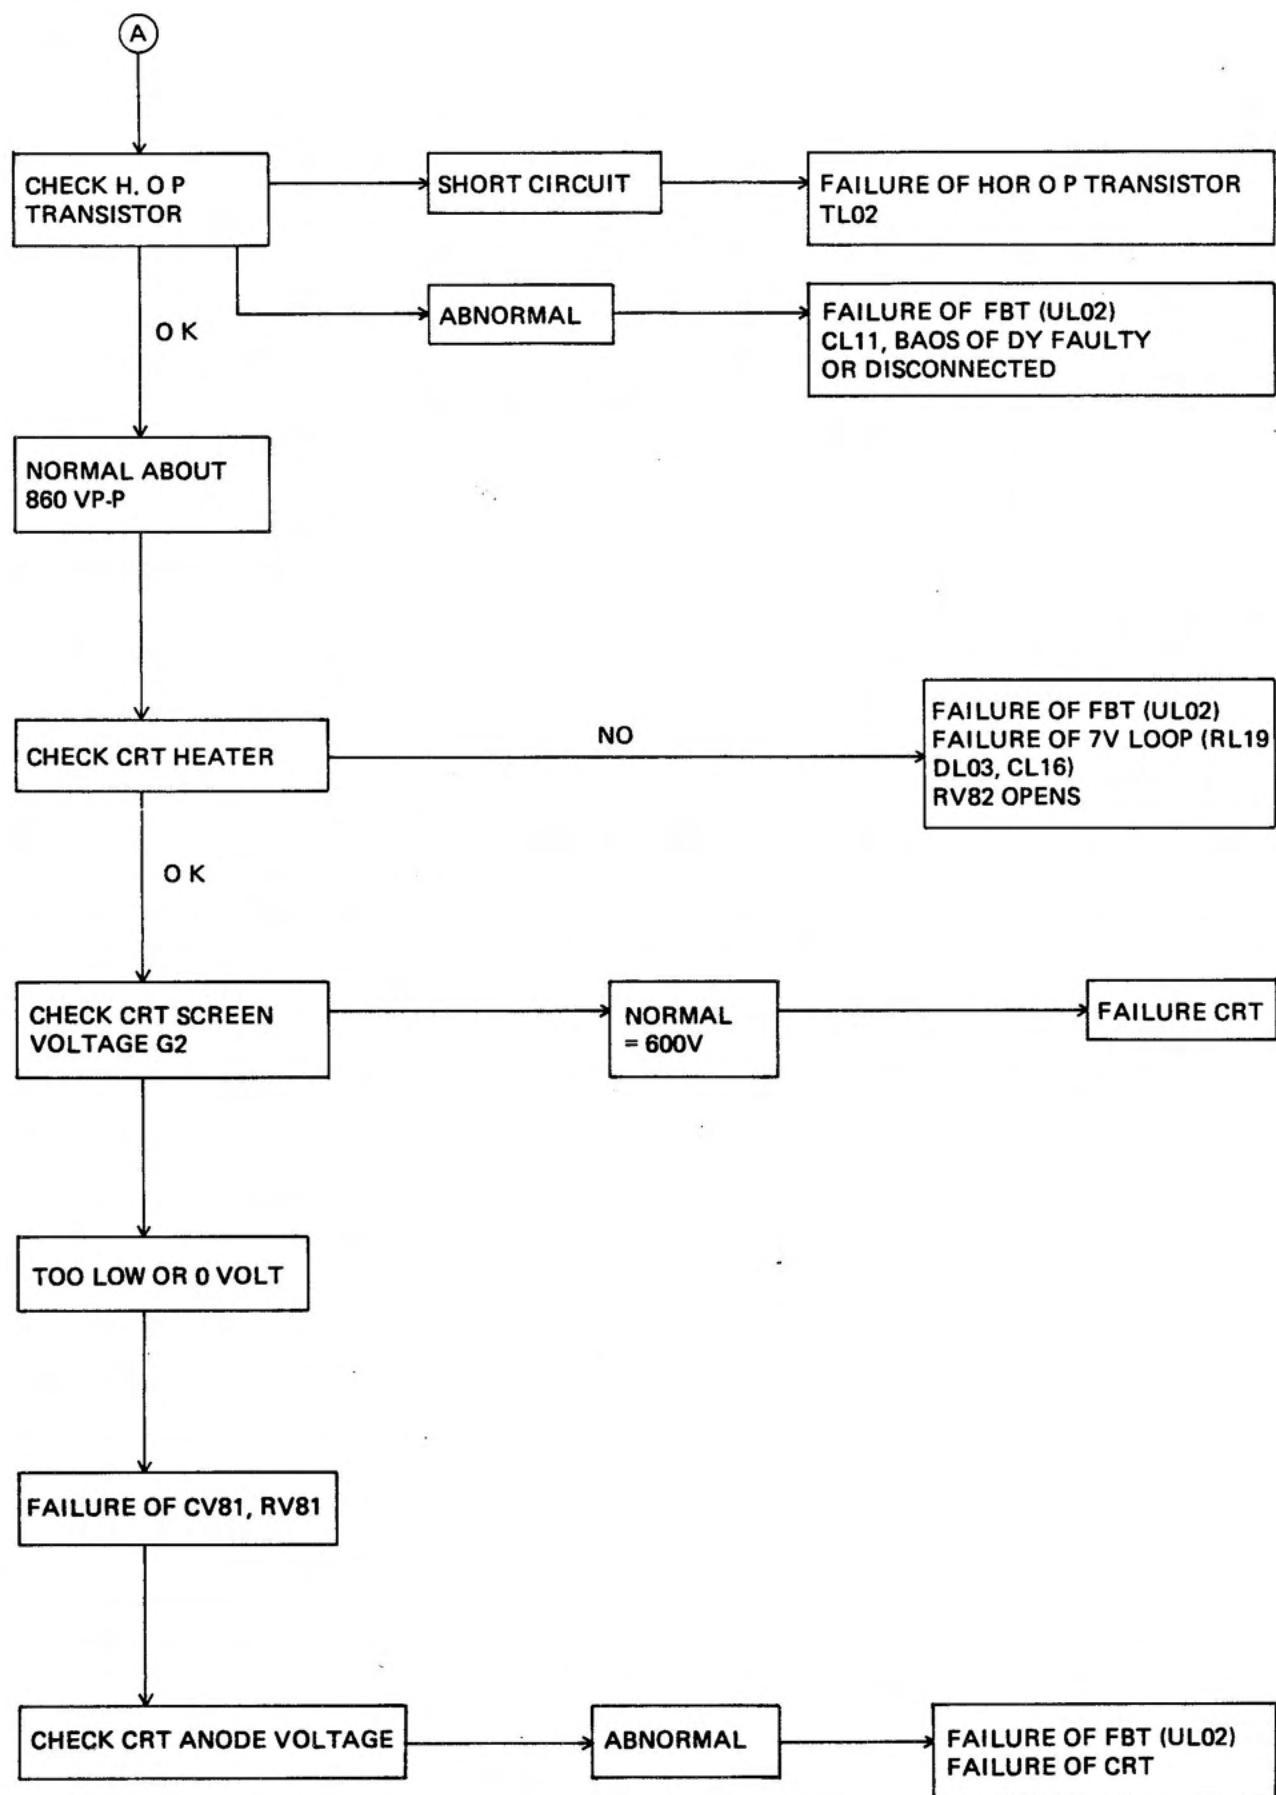 A
CHECK H. O P
TRANSISTOR
SHORT CIRCUIT
FAILURE OF HOR O P TRANSISTOR
TL02
ABNORMAL
FAILURE OF FBT (UL02)
CL11, BAOS OF DY FAULTY
OR DISCONNECTED
O K
NORMAL ABOUT
860 VP-P
CHECK CRT HEATER
NO
FAILURE OF FBT (UL02)
FAILURE OF 7V LOOP (RL19
DL03, CL16)
RV82 OPENS
O K
CHECK CRT SCREEN
VOLTAGE G2
NORMAL
= 600V
FAILURE CRT
TOO LOW OR 0 VOLT
FAILURE OF CV81, RV81
CHECK CRT ANODE VOLTAGE
ABNORMAL
FAILURE OF FBT (UL02)
FAILURE OF CRT